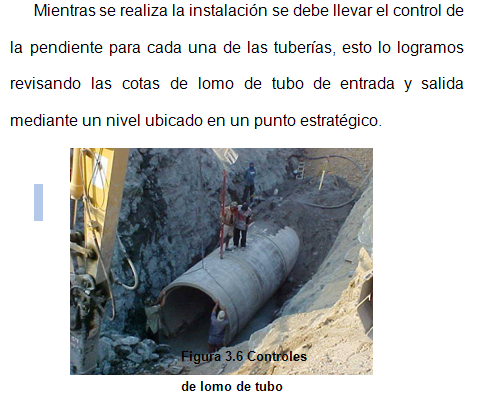 Mientras se realiza la instalación se debe llevar el control de
la pendiente para cada una de las tuberías, esto lo logramos
revisando las cotas de lomo de tubo de entrada y salida
mediante un nivel ubicado en un punto estratégico.
Figura 3.6 Controles
de lomo de tubo